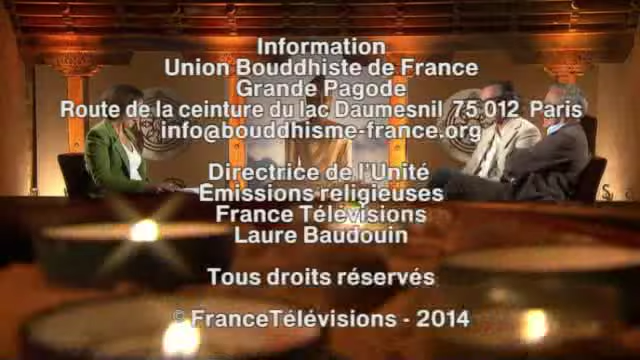 Information
Union Bouddhiste de France
Grande Pagode
Route de la ceinture du lac Daumesnil 75 012 Paris
info@bouddhisme-france.org
Directrice de l'Unité
Emissions religieuses
France Télévisions
Laure Baudouin
Tous droits réservés
© FranceTélévisions - 2014